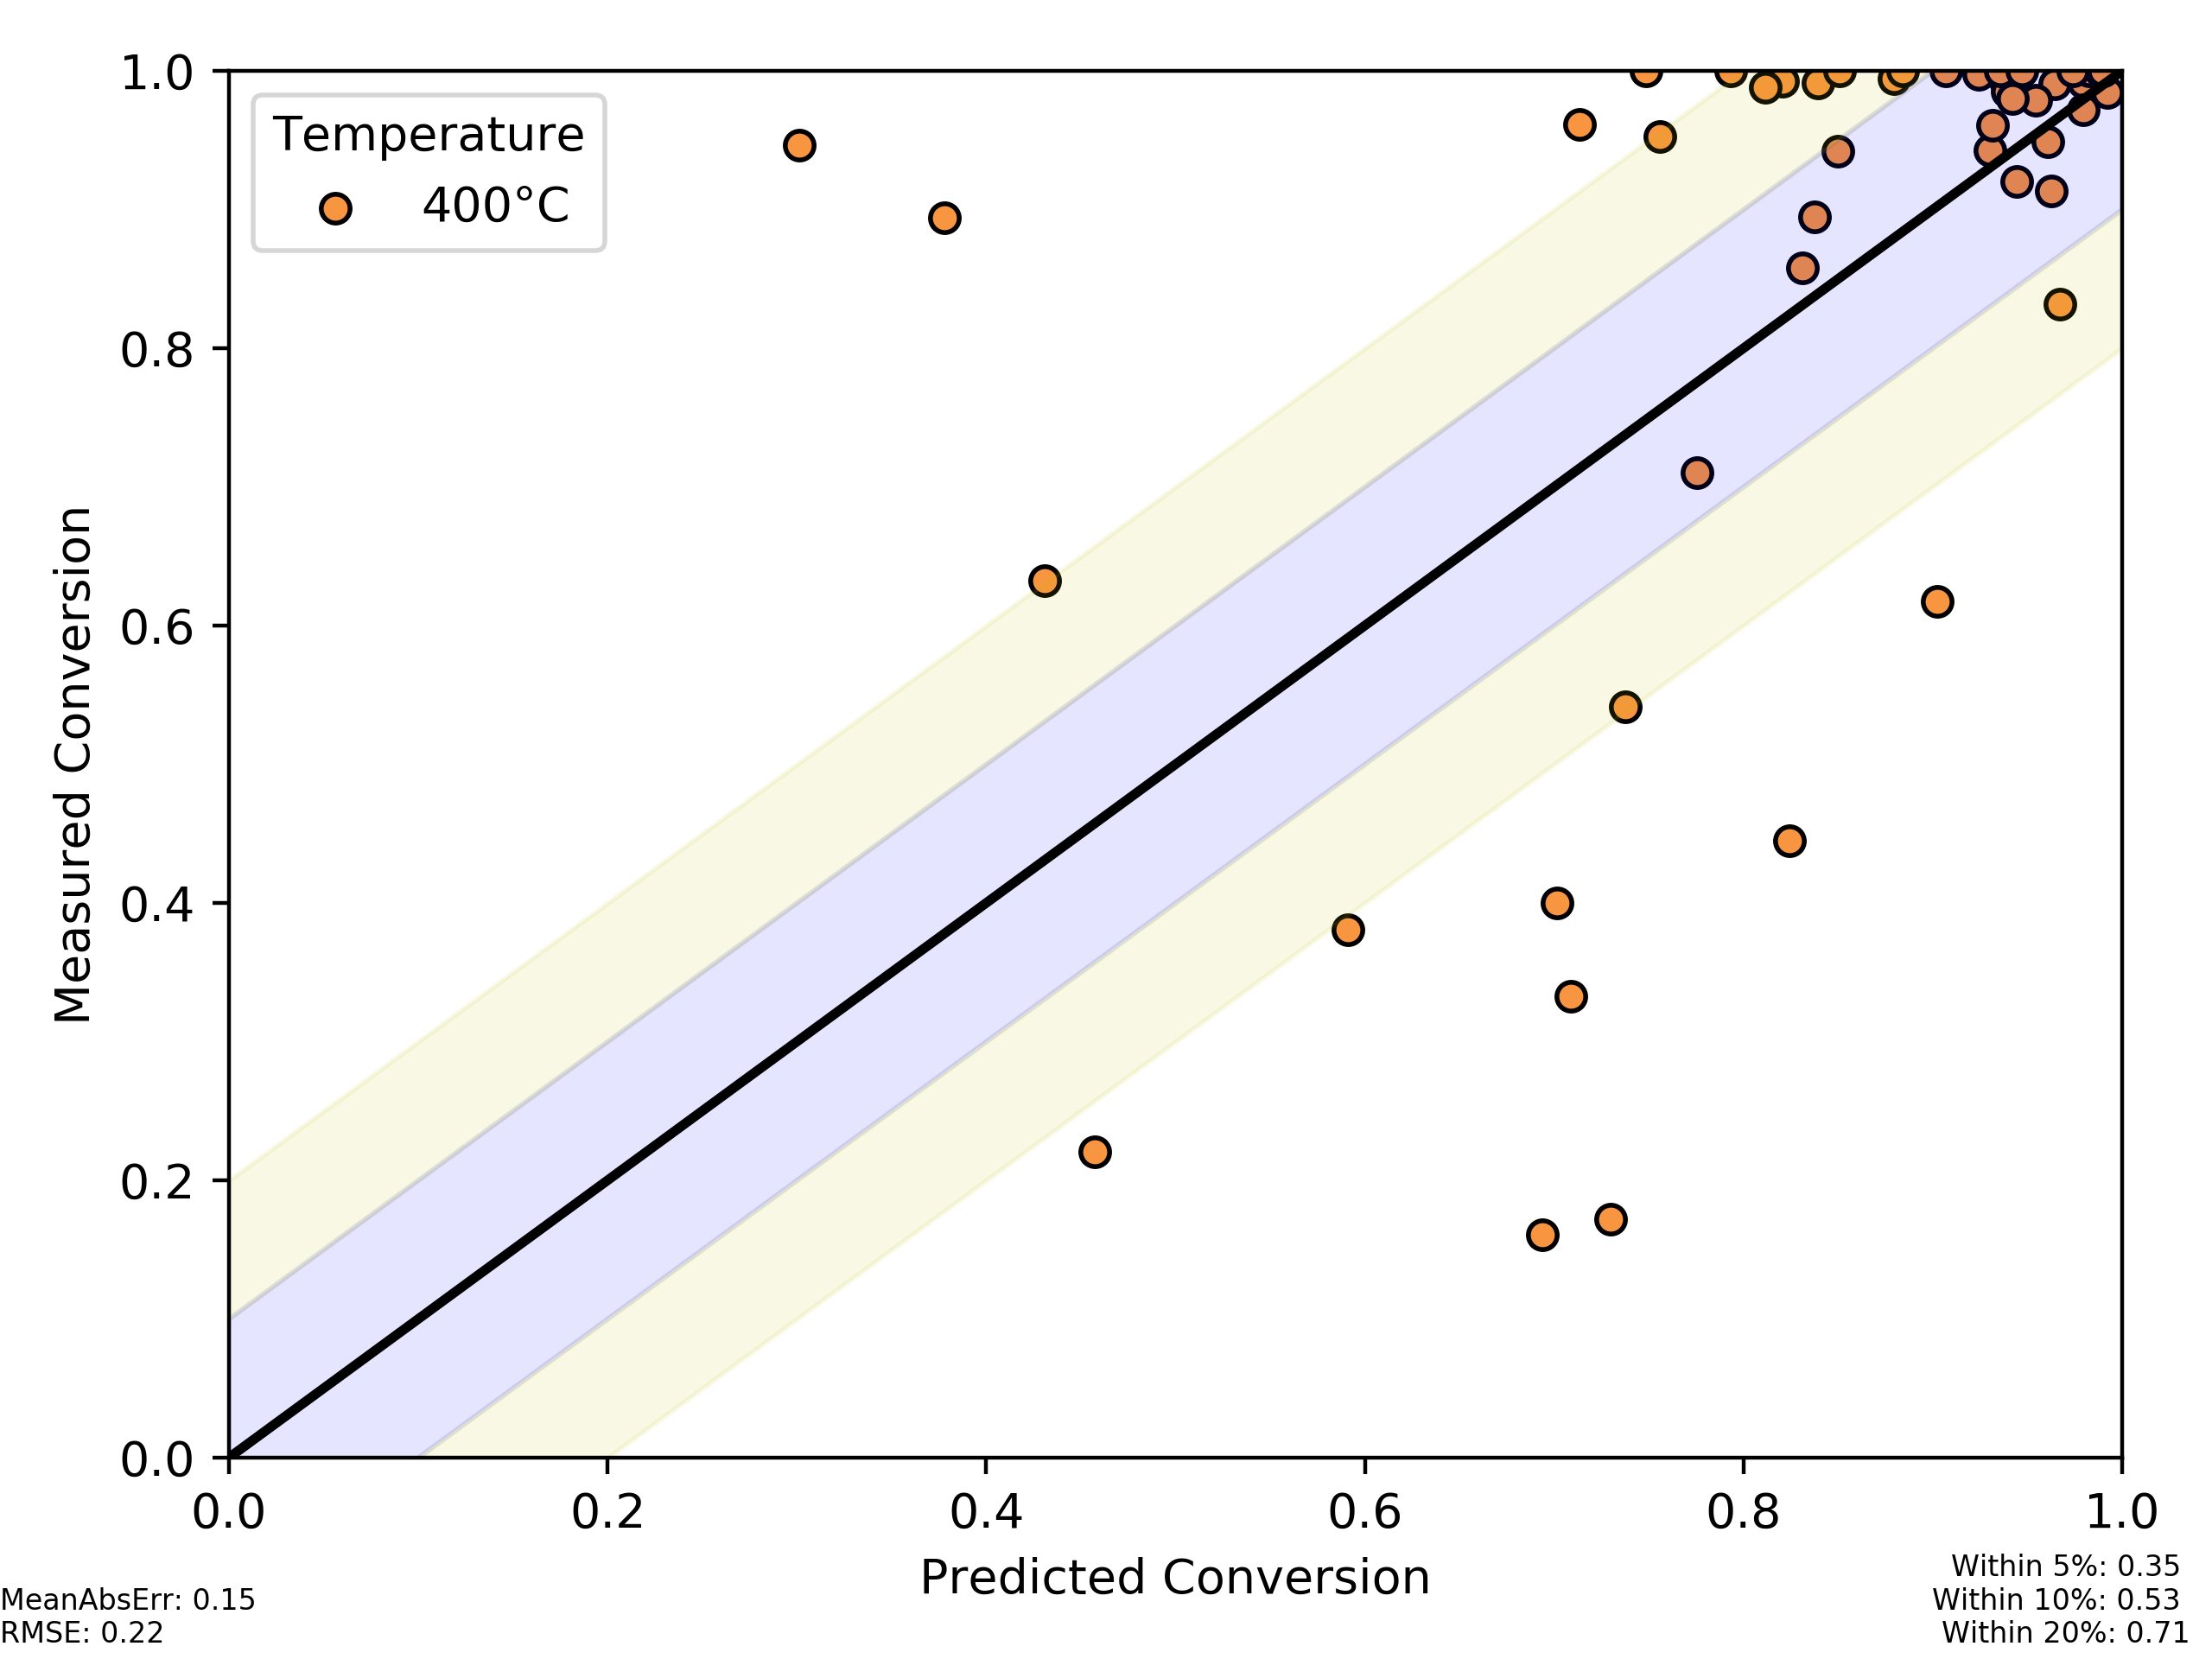 1.0
0.8
0.6
0.4
0.2
0.0
Measured Conversion
Temperature
400°C
0.0 0.2 0.4 0.6 0.8 1.0
Predicted Conversion
MeanAbsErr: 0.15
RMSE: 0.22
Within 5%: 0.35
Within 10%: 0.53
Within 20%: 0.71